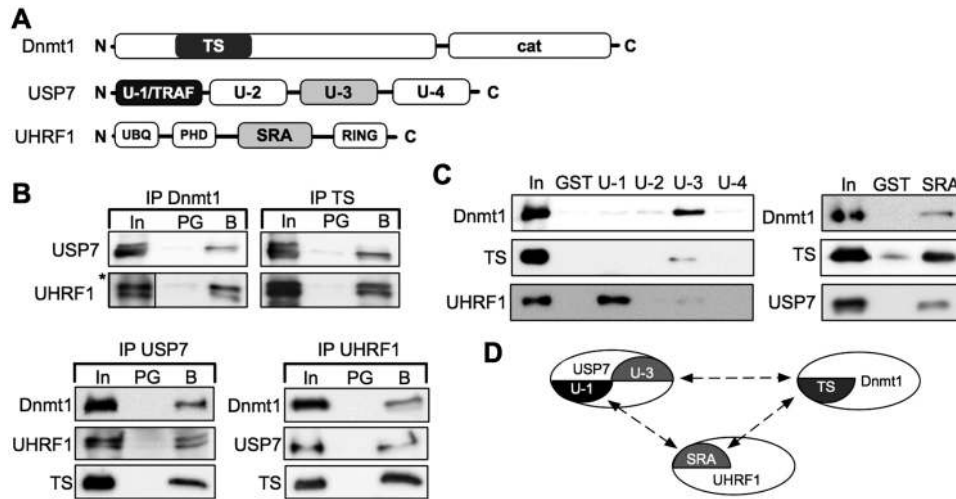 A
Dnmt1 N TS cat C
USP7 N U-1/TRAF U-2 U-3 U-4 C
UHRF1 N UBQ PHD SRA RING C
B
IP Dnmt1 IP TS
In PG B In PG B
USP7
*
UHRF1
IP USP7 IP UHRF1
In PG B In PG B
Dnmt1 Dnmt1
UHRF1 USP7
TS TS
C
In GST U-1 U-2 U-3 U-4 In GST SRA
Dnmt1 Dnmt1
TS TS
UHRF1 USP7
D
USP7 U-3
U-1
TS Dnmt1
SRA
UHRF1